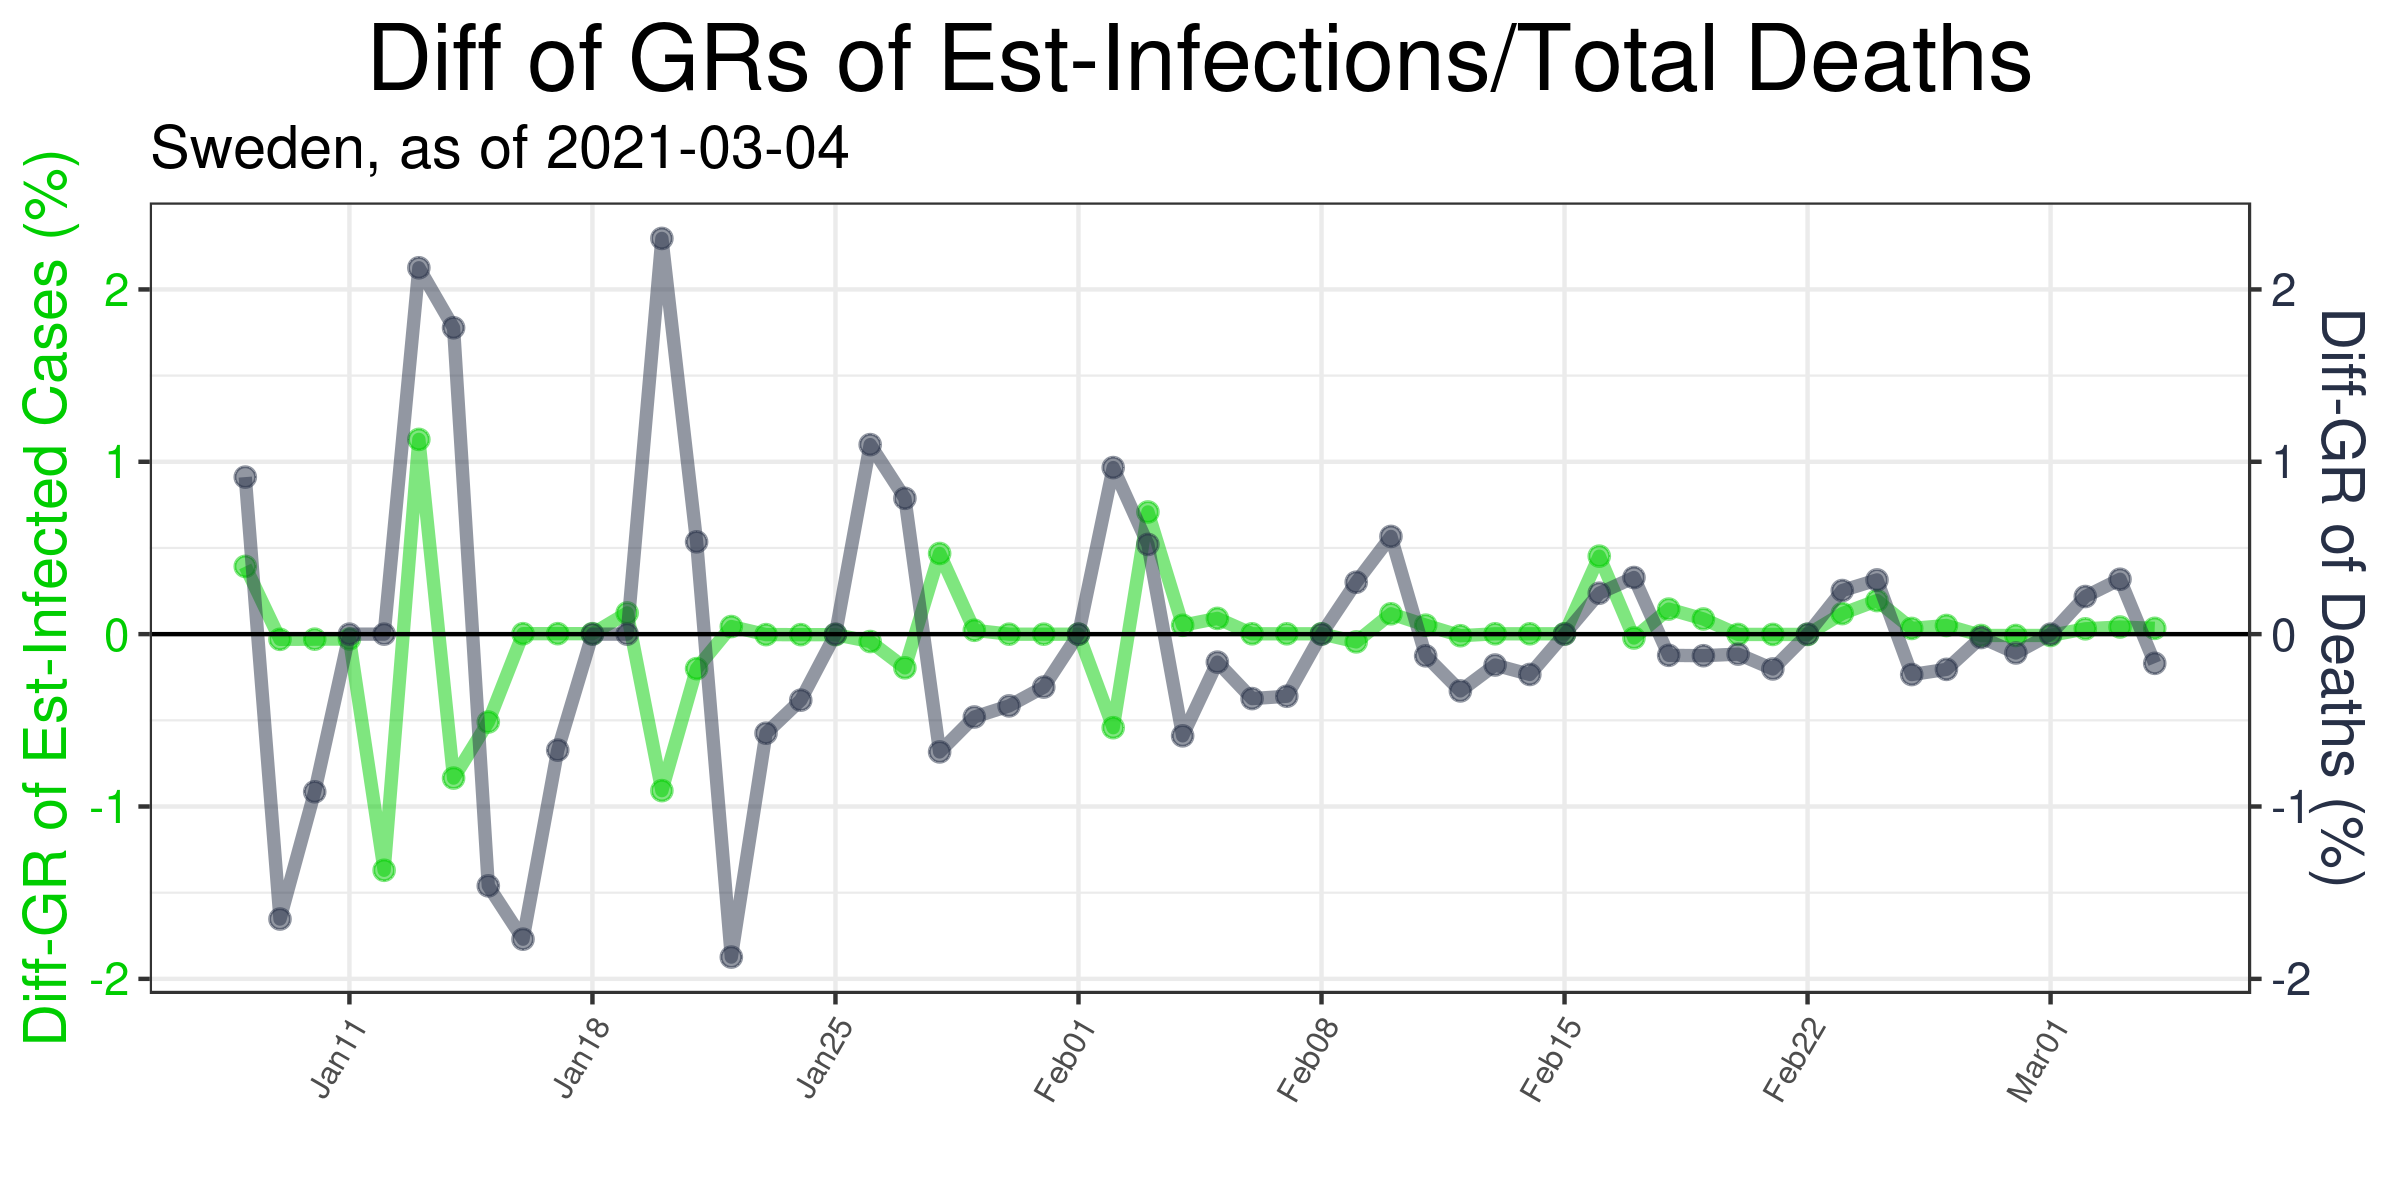 Diff of GRs of Est-Infections/Total Deaths
Sweden, as of 2021-03-04
Diff-GR of Est-Infected Cases (%)
2
1
0
-1
-2
2
1
0
-1
-2
Diff-GR of Deaths (%)
Jan11
Jan18
Jan25
Feb01
Feb08
Feb15
Feb22
Mar01